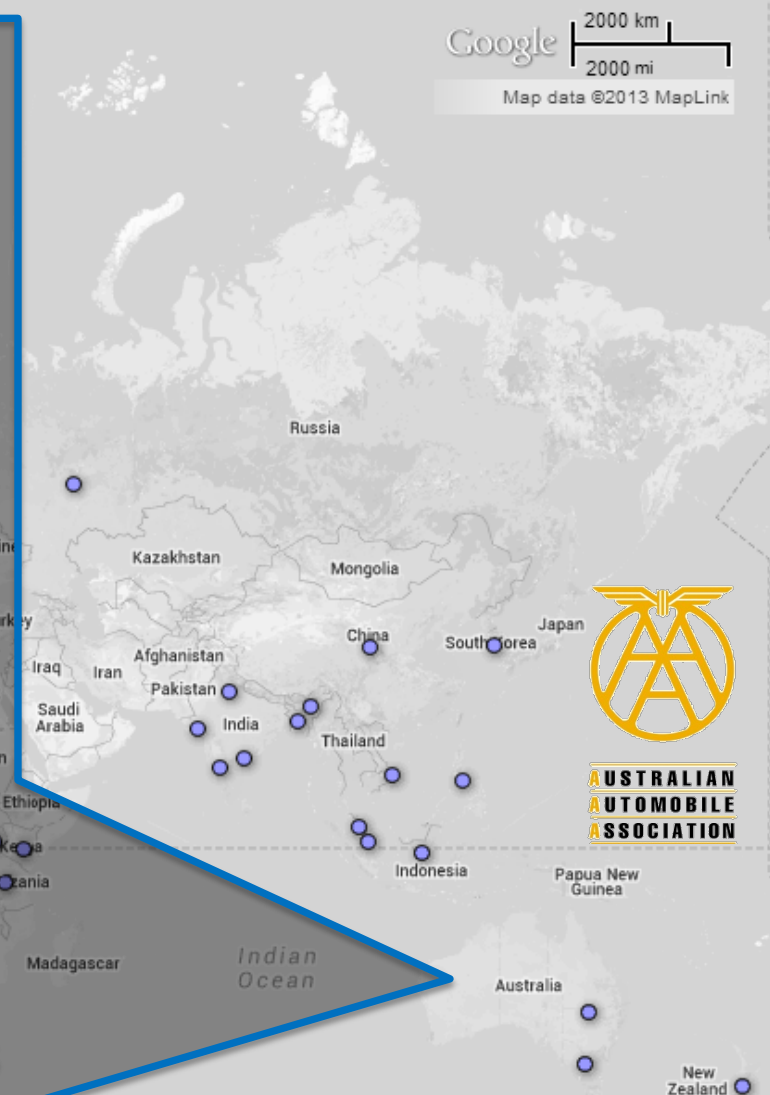 2000 km
Google
2000 mi
Map data ©2013 MapLink
Russia
Kazakhstan
Mongolia
Japan
China
South Korea
Afghanistan
Iraq
Iran
Pakistan
Saudi
Arabia
India
Thailand
AUSTRALIAN
AUTOMOBILE
ASSOCIATION
Ethiopia
Kenya
Indonesia
Papua New
Guinea
zania
Indian
Ocean
Madagascar
Australia
New
Zealand